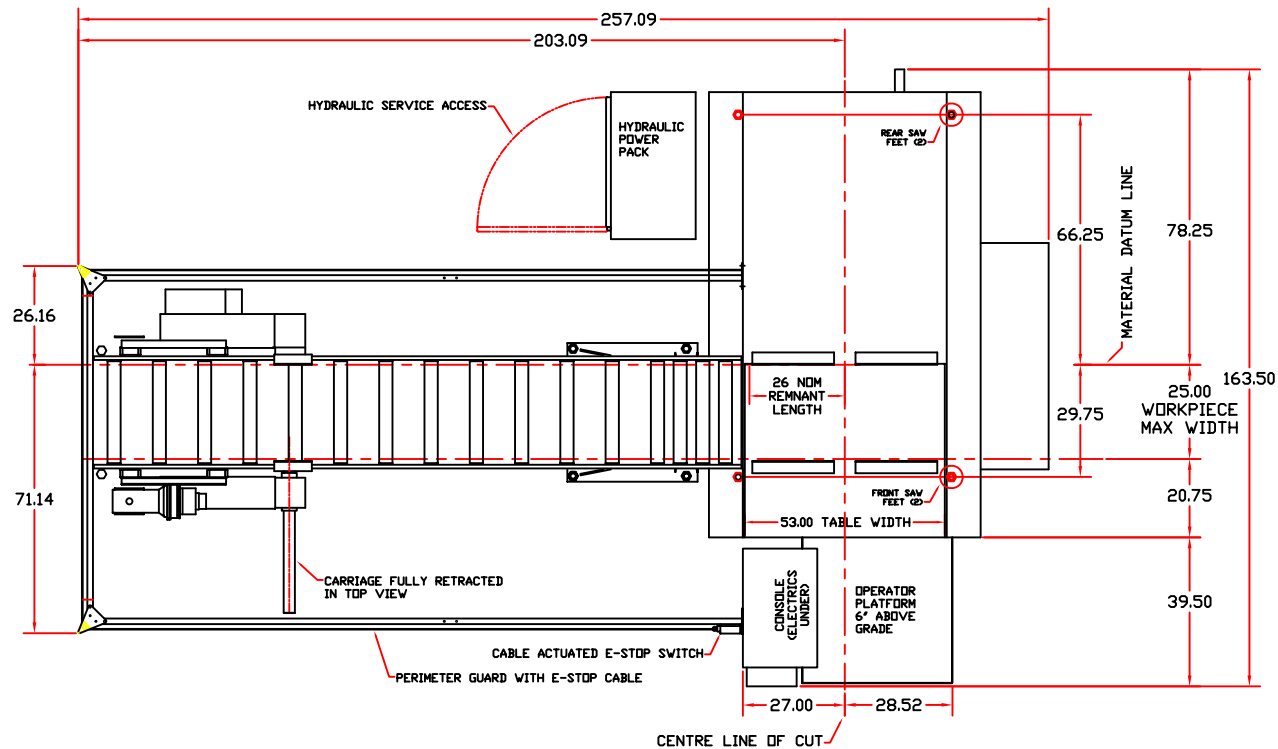 257.09
203.09
HYDRAULIC SERVICE ACCESS
HYDRAULIC
POWER
PACK
REAR SAW
FEET (2)
MATERIAL DATUM LINE
66.25
78.25
26.16
26 NOM
REMNANT
LENGTH
163.50
25.00
WORKPIECE
MAX WIDTH
29.75
71.14
FRONT SAW
FEET (2)
20.75
53.00 TABLE WIDTH
CARRIAGE FULLY RETRACTED
IN TOP VIEW
CONSOLE
(ELECTRICS
UNDER)
OPERATOR
PLATFORM
6" ABOVE
GRADE
39.50
CABLE ACTUATED E-STOP SWITCH
PERIMETER GUARD WITH E-STOP CABLE
27.00
28.52
CENTRE LINE OF CUT